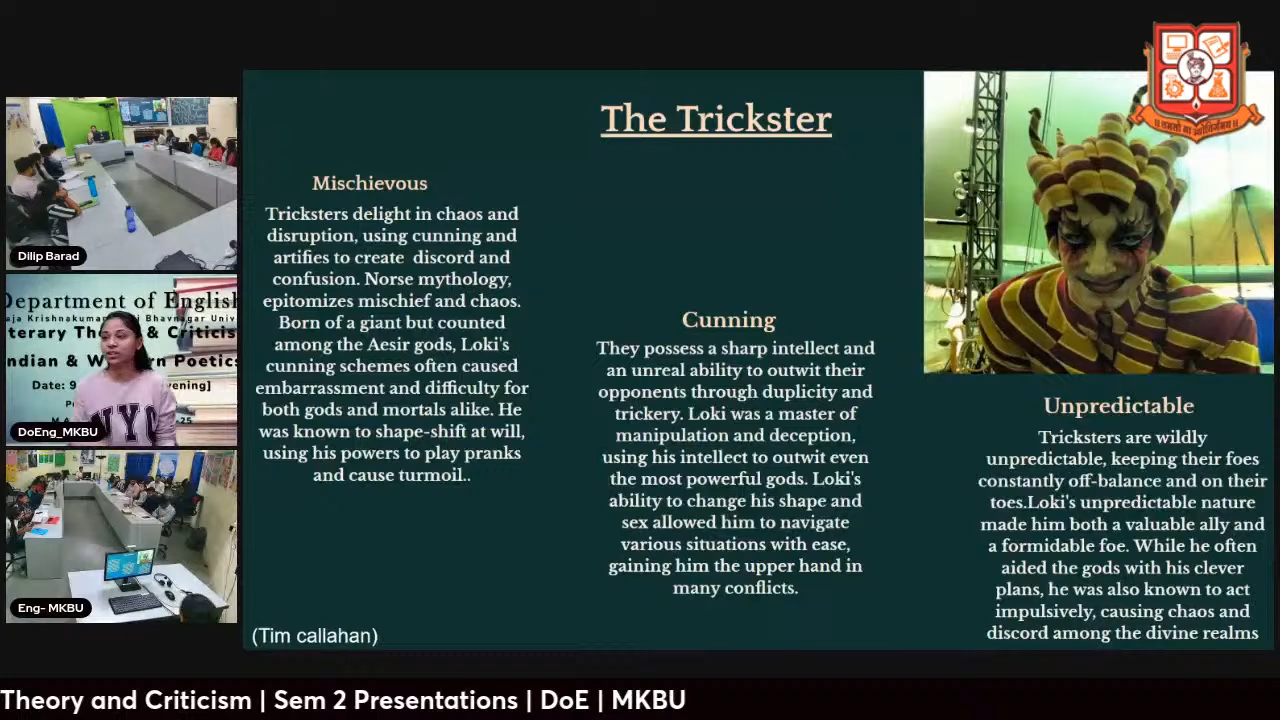 The Trickster
Mischievous
Tricksters delight in chaos and
disruption, using cunning and
artifies to create discord and
confusion. Norse mythology,
epitomizes mischief and chaos.
Born of a giant but counted
among the Aesir gods, Loki's
cunning schemes often caused
embarrassment and difficulty for
both gods and mortals alike. He
was known to shape-shift at will,
using his powers to play pranks
and cause turmoil..
Cunning
They possess a sharp intellect and
an unreal ability to outwit their
opponents through duplicity and
trickery. Loki was a master of
manipulation and deception,
using his intellect to outwit even
the most powerful gods. Loki's
ability to change his shape and
sex allowed him to navigate
various situations with ease,
gaining him the upper hand in
many conflicts.
Unpredictable
Tricksters are wildly
unpredictable, keeping their foes
constantly off-balance and on their
toes.Loki's unpredictable nature
made him both a valuable ally and
a formidable foe. While he often
aided the gods with his clever
plans, he was also known to act
impulsively, causing chaos and
discord among the divine realms
(Tim callahan)
Dilip Barad
Department of English
Date: 9
NYC
DoEng_MKBU
Eng- MKBU
Theory and Criticism | Sem 2 Presentations | DoE | MKBU